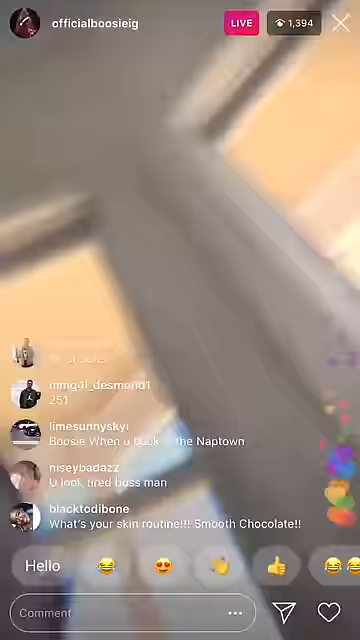 officialboosieig
LIVE
1,394
mmg4l_desmond1
251
limesunnyskyi
Boosie When u back the Naptown
niseybadazz
U look tired boss man
blacktodibone
What's your skin routine!!! Smooth Chocolate!!
Hello
Comment